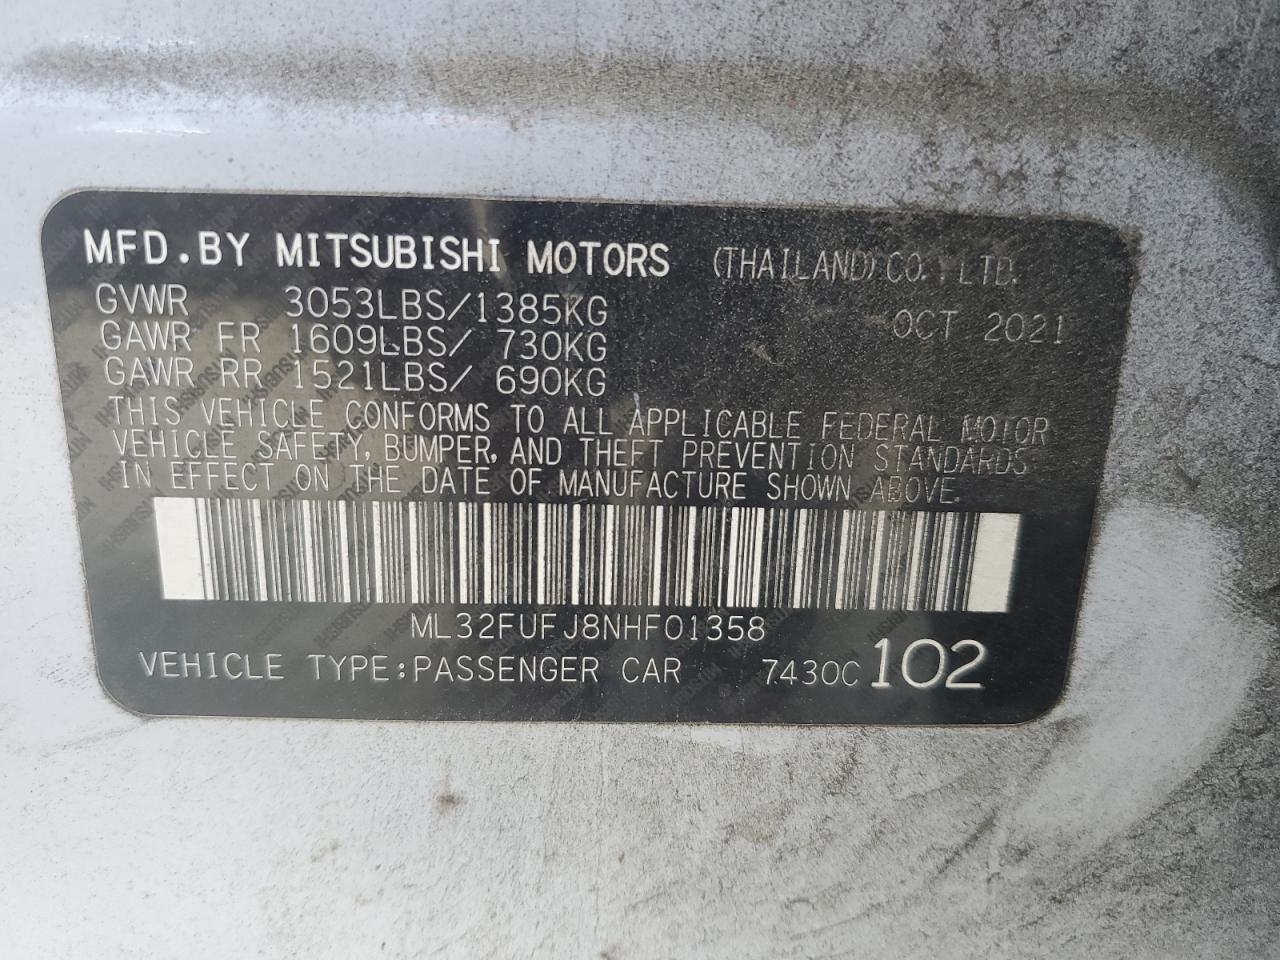 MFD.BY MITSUBISHI MOTORS (THAILAND) CO., LTD.
GVWR 3053LBS/1385KG OCT 2021
GAWR FR 1609LBS/ 730KG
GAWR RR 1521LBS/ 690KG
THIS VEHICLE CONFORMS TO ALL APPLICABLE FEDERAL MOTOR
VEHICLE SAFETY, BUMPER, AND THEFT PREVENTION STANDARDS
IN EFFECT ON THE DATE OF MANUFACTURE SHOWN ABOVE.
ML32FUFJ8NHF01358
VEHICLE TYPE:PASSENGER CAR 7430C 102